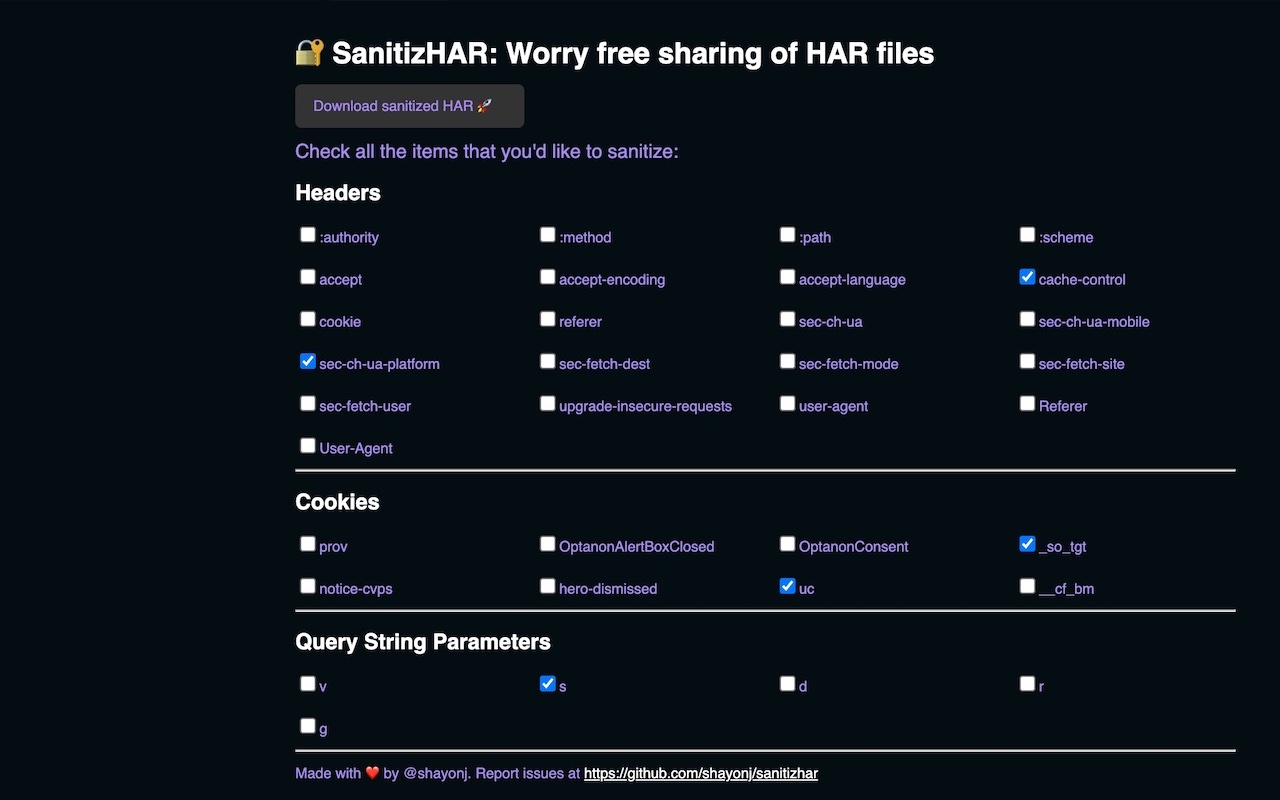 🔐 SanitizHAR: Worry free sharing of HAR files
Download sanitized HAR 🚀
Check all the items that you'd like to sanitize:
Headers
:authority :method :path :scheme
accept accept-encoding accept-language cache-control
cookie referer sec-ch-ua sec-ch-ua-mobile
sec-ch-ua-platform sec-fetch-dest sec-fetch-mode sec-fetch-site
sec-fetch-user upgrade-insecure-requests user-agent Referer
User-Agent
Cookies
prov OptanonAlertBoxClosed OptanonConsent _so_tgt
notice-cvps hero-dismissed uc __cf_bm
Query String Parameters
v s d r
g
Made with ❤️ by @shayonj. Report issues at https://github.com/shayonj/sanitizhar